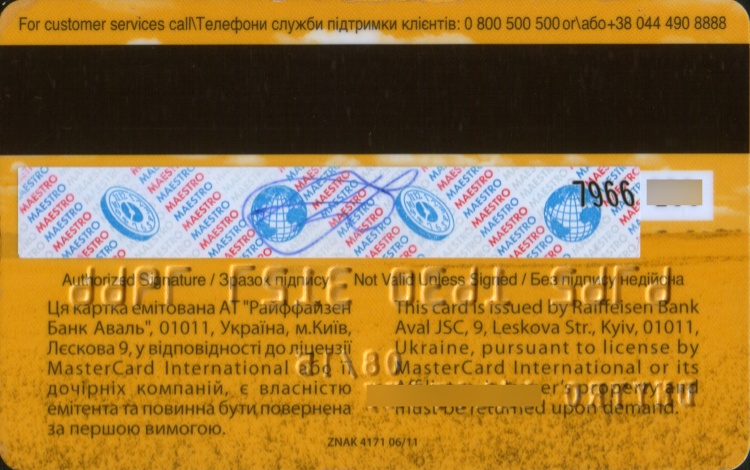 For customer services call\Телефони служби підтримки клієнтів: 0 800 500 500 or\або+38 044 490 8888
MAESTRO
7966
Authorized Signature / Зразок підпису Not Valid Unless Signed / Без підпису недійсна
Ця картка емітована АТ "Райффайзен
Банк Аваль", 01011, Україна, м.Київ,
Лєскова 9, у відповідності до ліцензії
MasterCard International або її
дочірніх компаній, є власністю
емітента та повинна бути повернена
за першою вимогою.
This card is issued by Raiffeisen Bank
Aval JSC, 9, Leskova Str., Kyiv, 01011,
Ukraine, pursuant to license by
MasterCard International or its
property and
must be returned upon demand.
ZNAK 4171 06/11